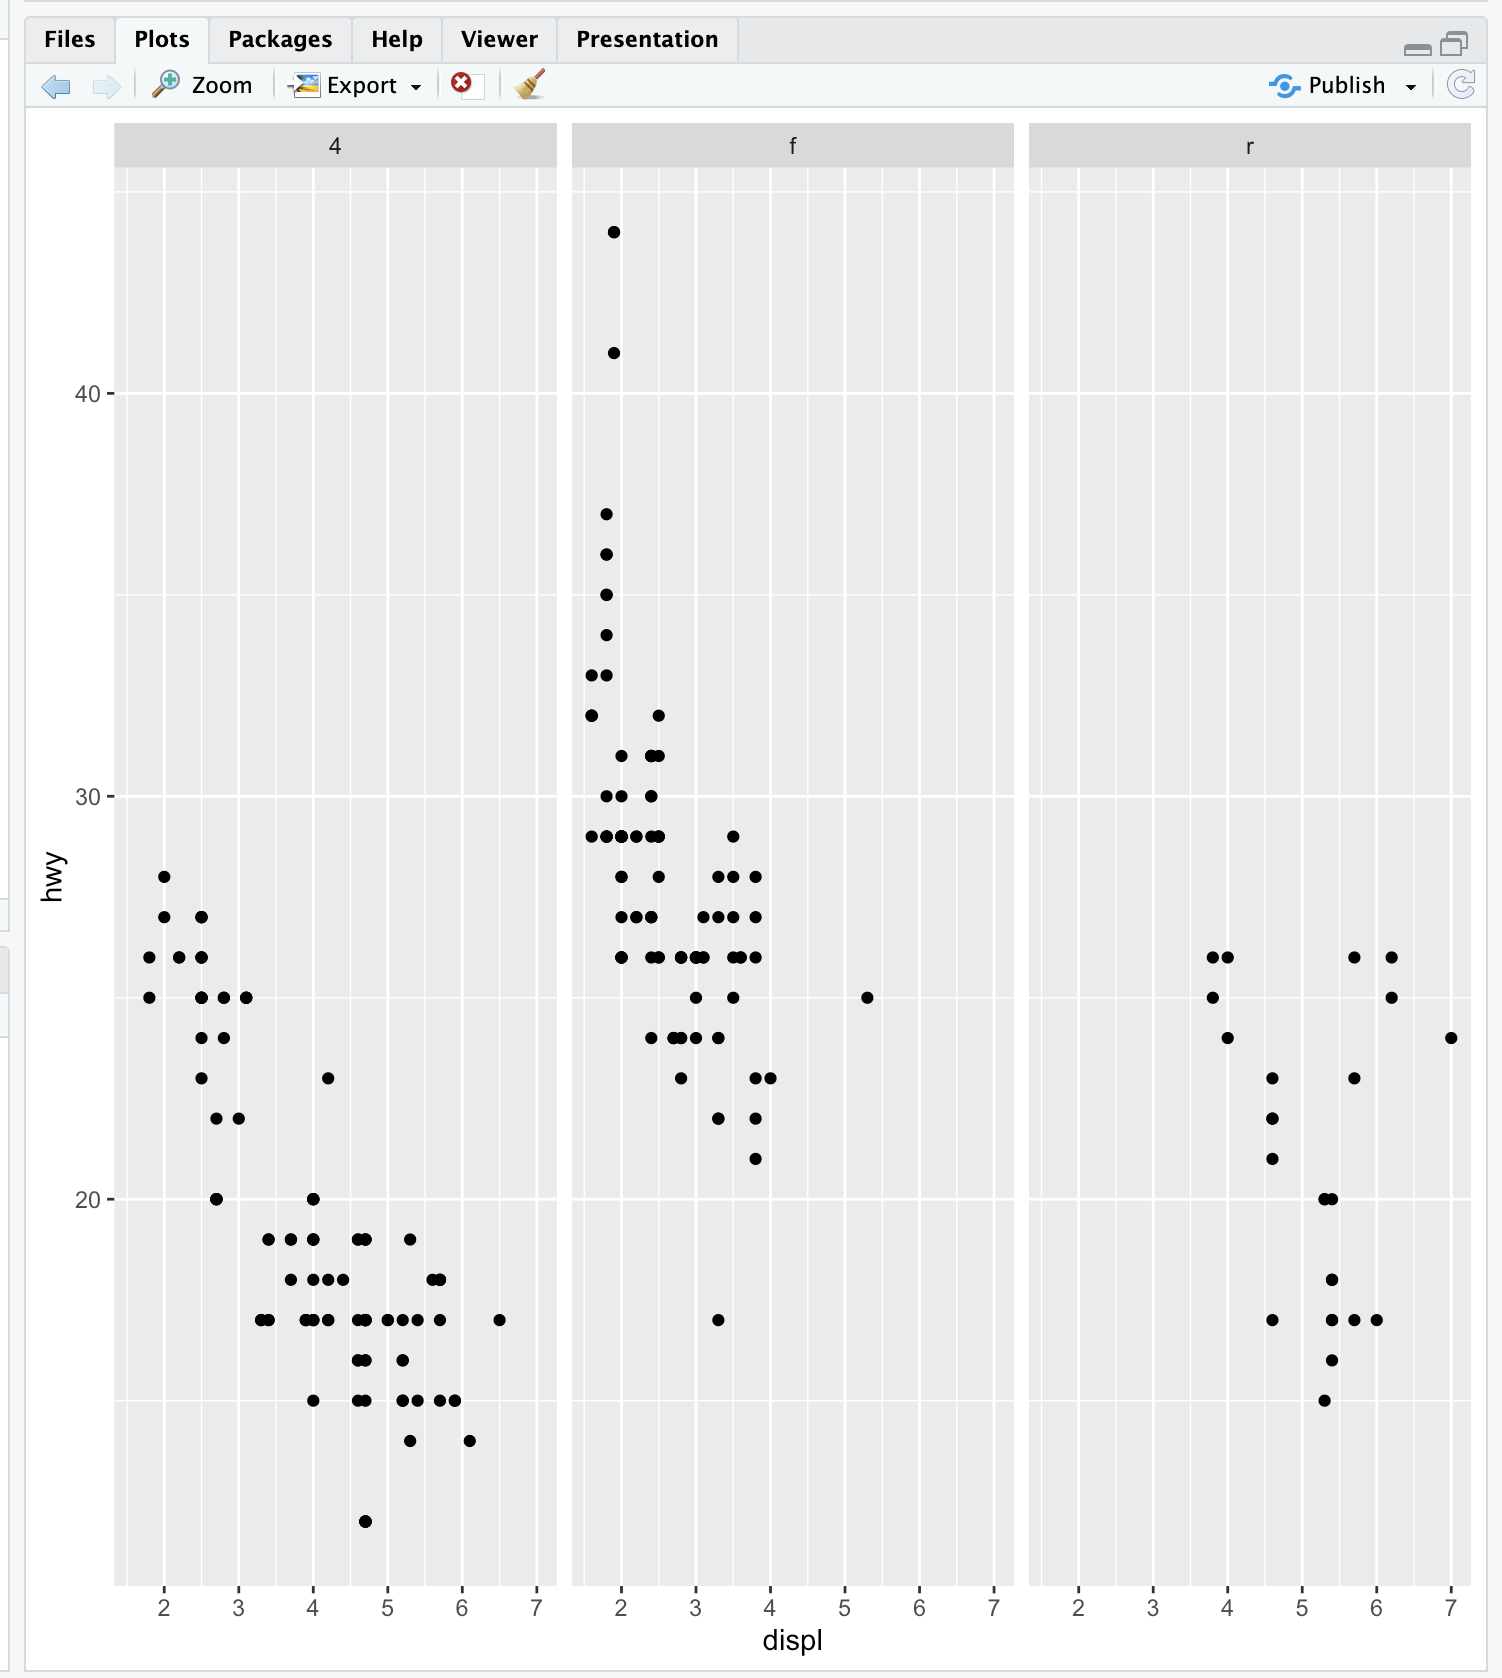 Files Plots Packages Help Viewer Presentation
Zoom Export Publish
4 f r
40
30
20
hwy
2 3 4 5 6 7 2 3 4 5 6 7 2 3 4 5 6 7
displ